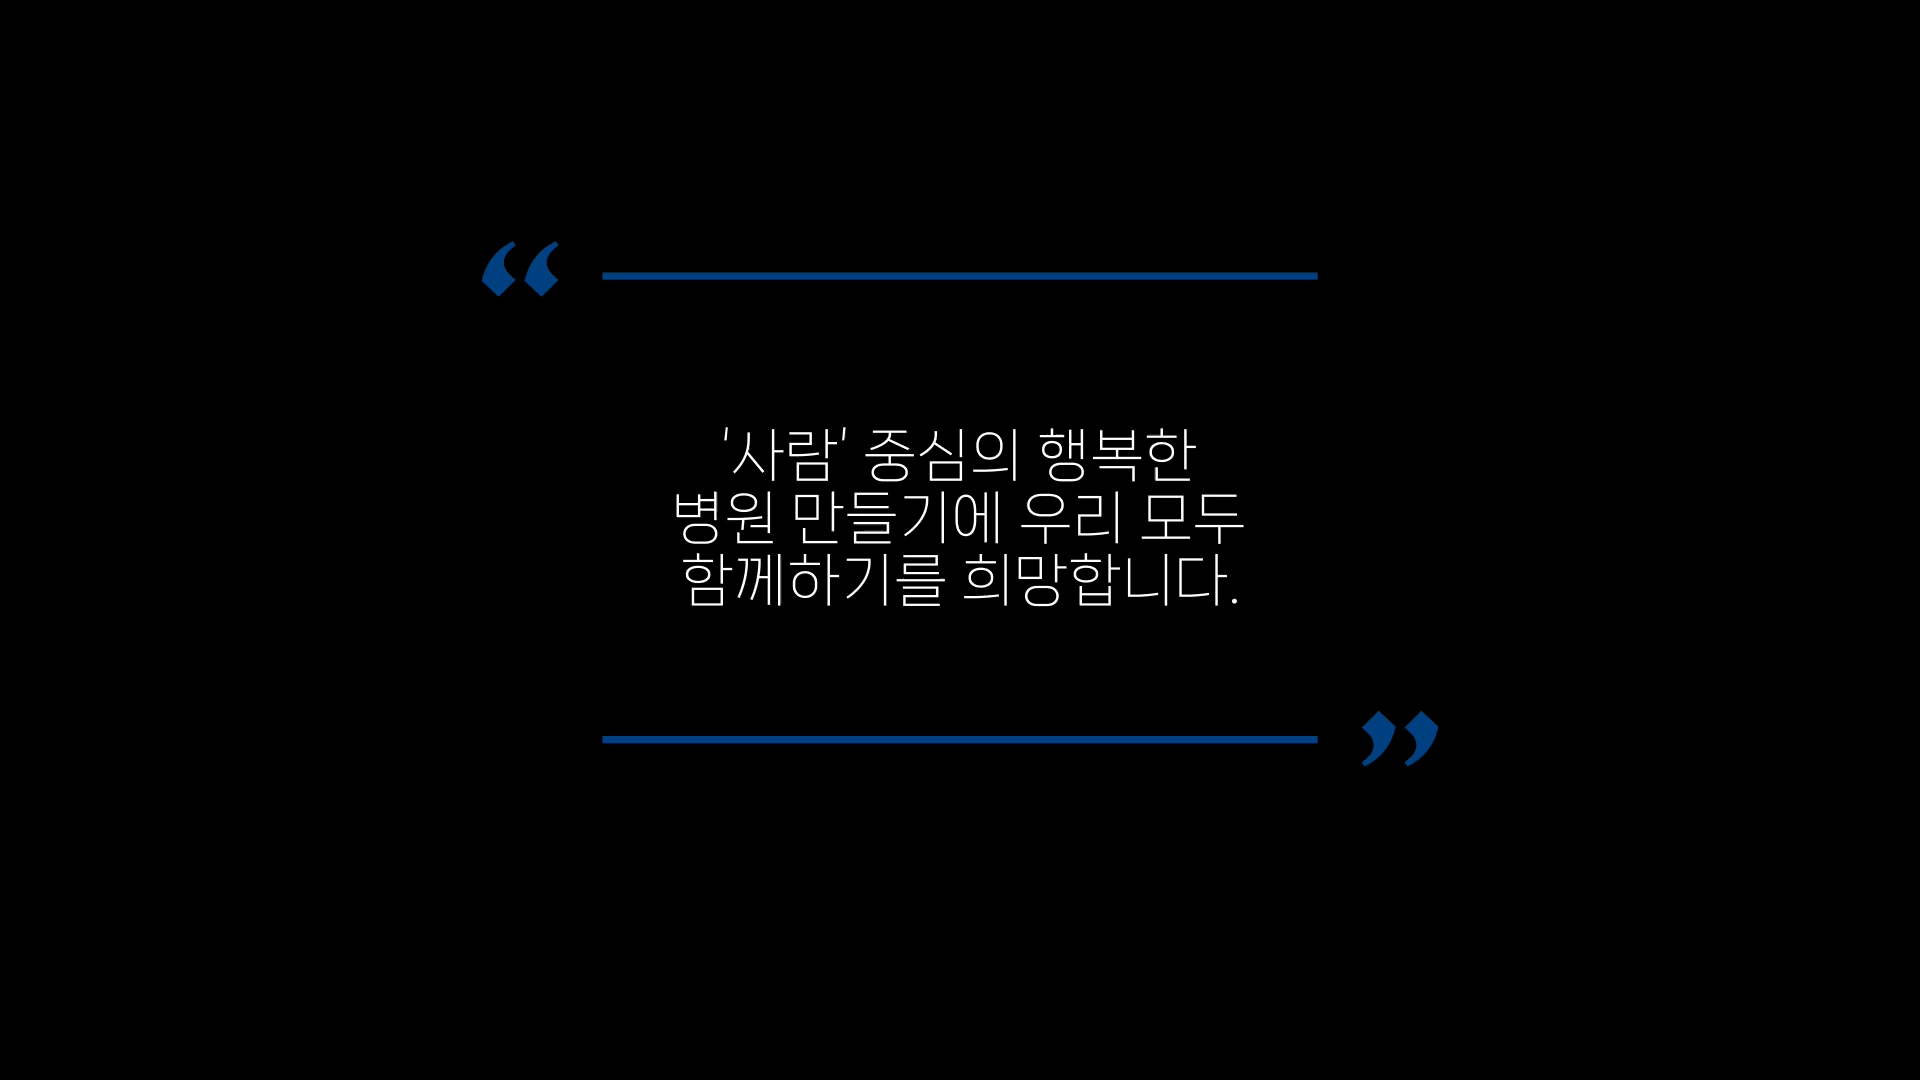 “
‘사람’ 중심의 행복한
병원 만들기에 우리 모두
함께하기를 희망합니다.
”